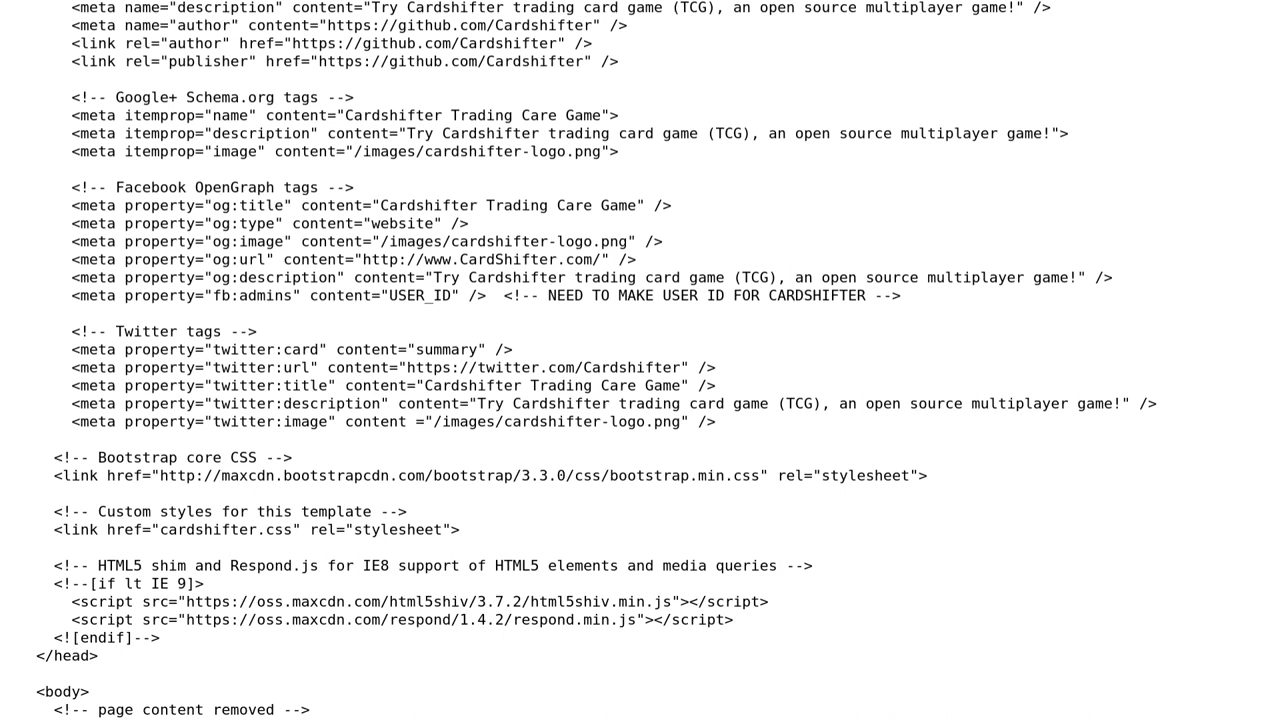 <meta name="description" content="Try Cardshifter trading card game (TCG), an open source multiplayer game!" />
<meta name="author" content="https://github.com/Cardshifter" />
<link rel="author" href="https://github.com/Cardshifter" />
<link rel="publisher" href="https://github.com/Cardshifter" />
<!-- Google+ Schema.org tags -->
<meta itemprop="name" content="Cardshifter Trading Care Game">
<meta itemprop="description" content="Try Cardshifter trading card game (TCG), an open source multiplayer game!">
<meta itemprop="image" content="/images/cardshifter-logo.png">
<!-- Facebook OpenGraph tags -->
<meta property="og:title" content="Cardshifter Trading Care Game" />
<meta property="og:type" content="website" />
<meta property="og:image" content="/images/cardshifter-logo.png" />
<meta property="og:url" content="http://www.CardShifter.com/" />
<meta property="og:description" content="Try Cardshifter trading card game (TCG), an open source multiplayer game!" />
<meta property="fb:admins" content="USER_ID" />  <!-- NEED TO MAKE USER ID FOR CARDSHIFTER -->
<!-- Twitter tags -->
<meta property="twitter:card" content="summary" />
<meta property="twitter:url" content="https://twitter.com/Cardshifter" />
<meta property="twitter:title" content="Cardshifter Trading Care Game" />
<meta property="twitter:description" content="Try Cardshifter trading card game (TCG), an open source multiplayer game!" />
<meta property="twitter:image" content ="/images/cardshifter-logo.png" />
<!-- Bootstrap core CSS -->
<link href="http://maxcdn.bootstrapcdn.com/bootstrap/3.3.0/css/bootstrap.min.css" rel="stylesheet">
<!-- Custom styles for this template -->
<link href="cardshifter.css" rel="stylesheet">
<!-- HTML5 shim and Respond.js for IE8 support of HTML5 elements and media queries -->
<!--[if lt IE 9]>
<script src="https://oss.maxcdn.com/html5shiv/3.7.2/html5shiv.min.js"></script>
<script src="https://oss.maxcdn.com/respond/1.4.2/respond.min.js"></script>
<![endif]-->
</head>
<body>
<!-- page content removed -->